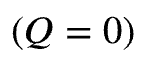 (Q = 0)